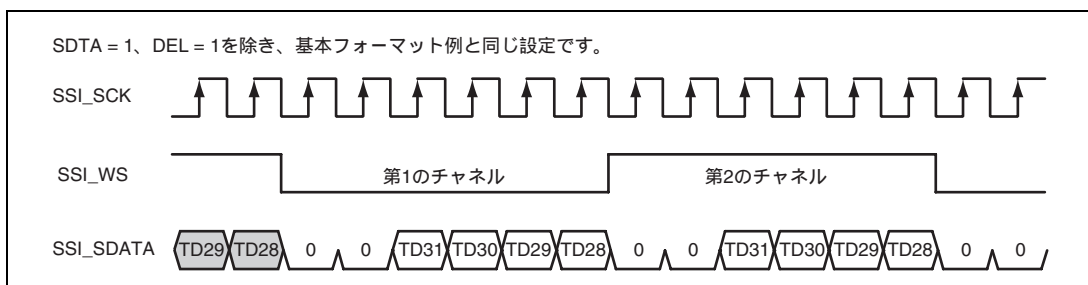 SDTA = 1、DEL = 1を除き、基本フォーマット例と同じ設定です。
SSI_SCK
SSI_WS 第1のチャネル 第2のチャネル
SSI_SDATA TD29 TD28 0 0 TD31 TD30 TD29 TD28 0 0 TD31 TD30 TD29 TD28 0 0